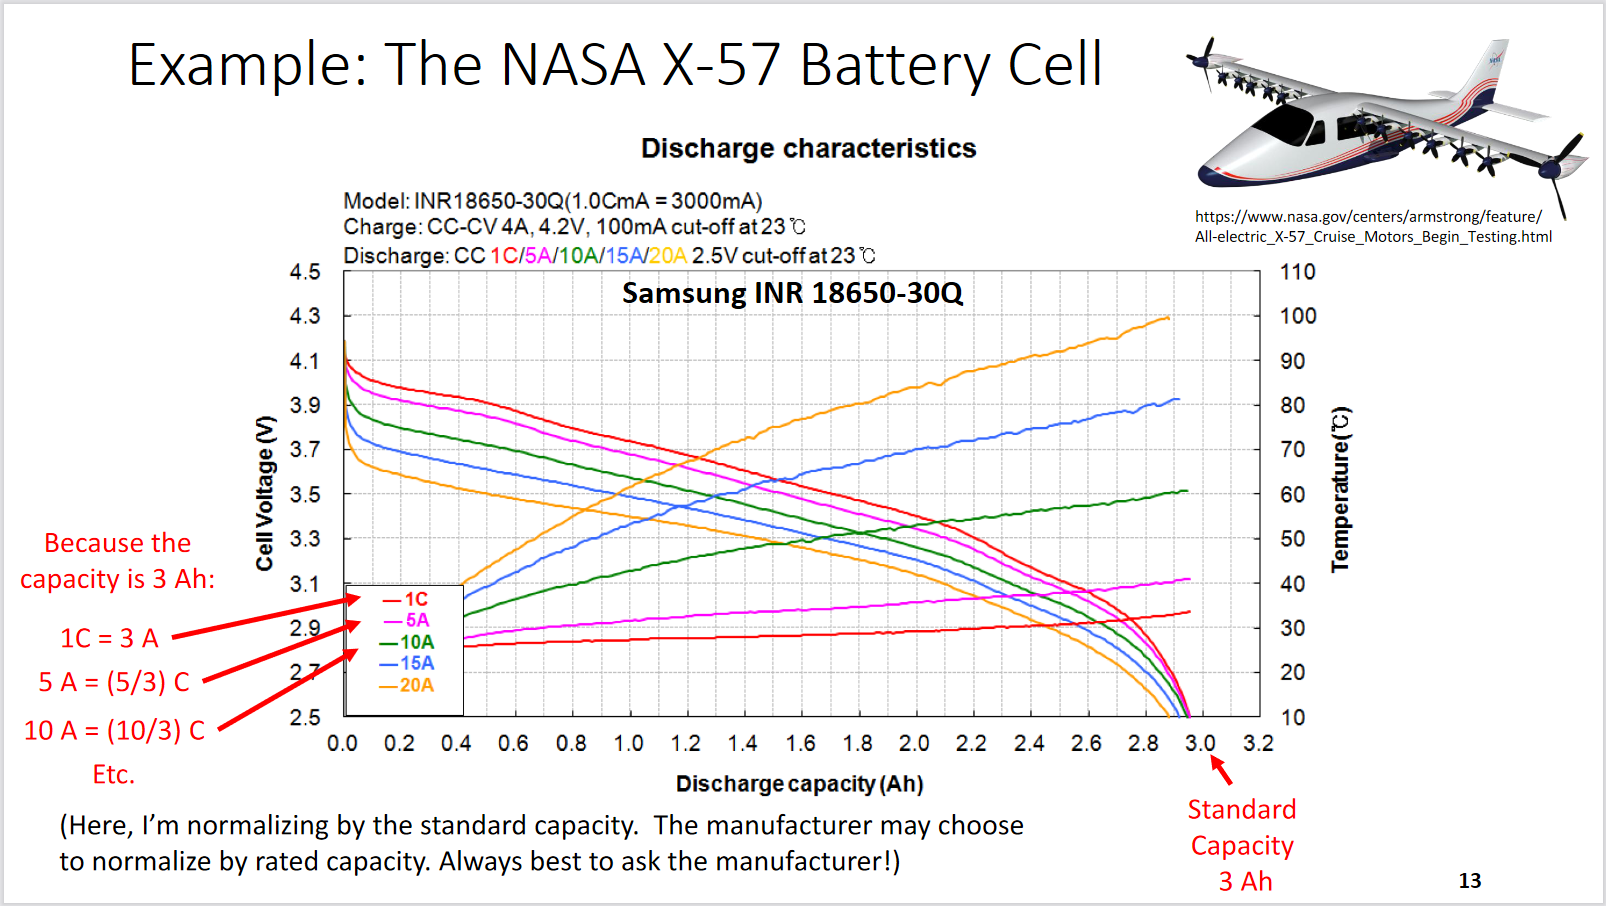 Example: The NASA X-57 Battery Cell
NASA
https://www.nasa.gov/centers/armstrong/feature/
All-electric_X-57_Cruise_Motors_Begin_Testing.html
Discharge characteristics
Model: INR18650-30Q(1.0CmA = 3000mA)
Charge: CC-CV 4A, 4.2V, 100mA cut-off at 23℃
Discharge: CC 1C/5A/10A/15A/20A 2.5V cut-off at 23℃
Samsung INR 18650-30Q
Cell Voltage (V)
4.5
4.3
4.1
3.9
3.7
3.5
3.3
3.1
2.9
2.7
2.5
110
100
90
80
70
60
50
40
30
20
10
Temperature(℃)
1C
5A
10A
15A
20A
0.0 0.2 0.4 0.6 0.8 1.0 1.2 1.4 1.6 1.8 2.0 2.2 2.4 2.6 2.8 3.0 3.2
Discharge capacity (Ah)
Because the
capacity is 3 Ah:
1C = 3 A
5 A = (5/3) C
10 A = (10/3) C
Etc.
Standard
Capacity
3 Ah
(Here, I’m normalizing by the standard capacity. The manufacturer may choose
to normalize by rated capacity. Always best to ask the manufacturer!)
13